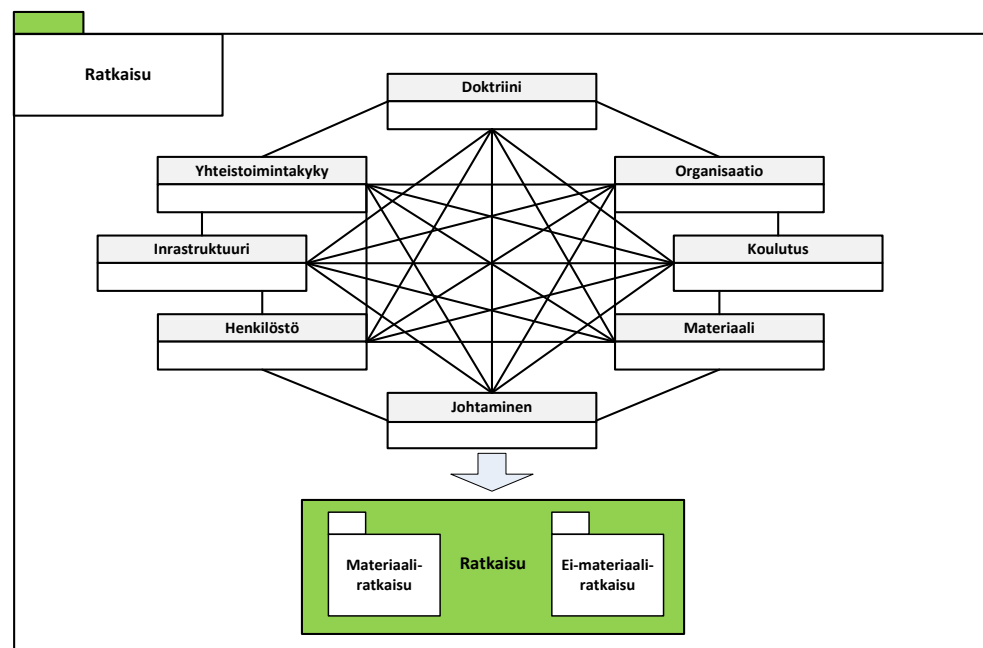 Ratkaisu
Doktriini
Yhteistoimintakyky
Organisaatio
Inrastruktuuri
Koulutus
Henkilöstö
Materiaali
Johtaminen
Materiaali-
ratkaisu
Ratkaisu
Ei-materiaali-
ratkaisu